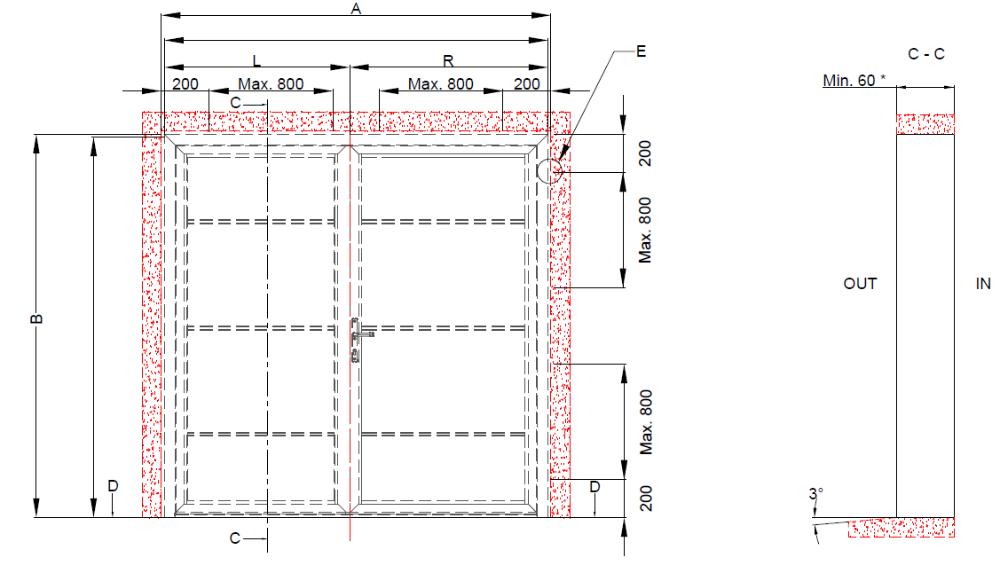 A
L
R
E
C - C
200
Max. 800
Max. 800
200
Min. 60 *
C
200
Max. 800
OUT
IN
B
Max. 800
D
D
200
3°
C